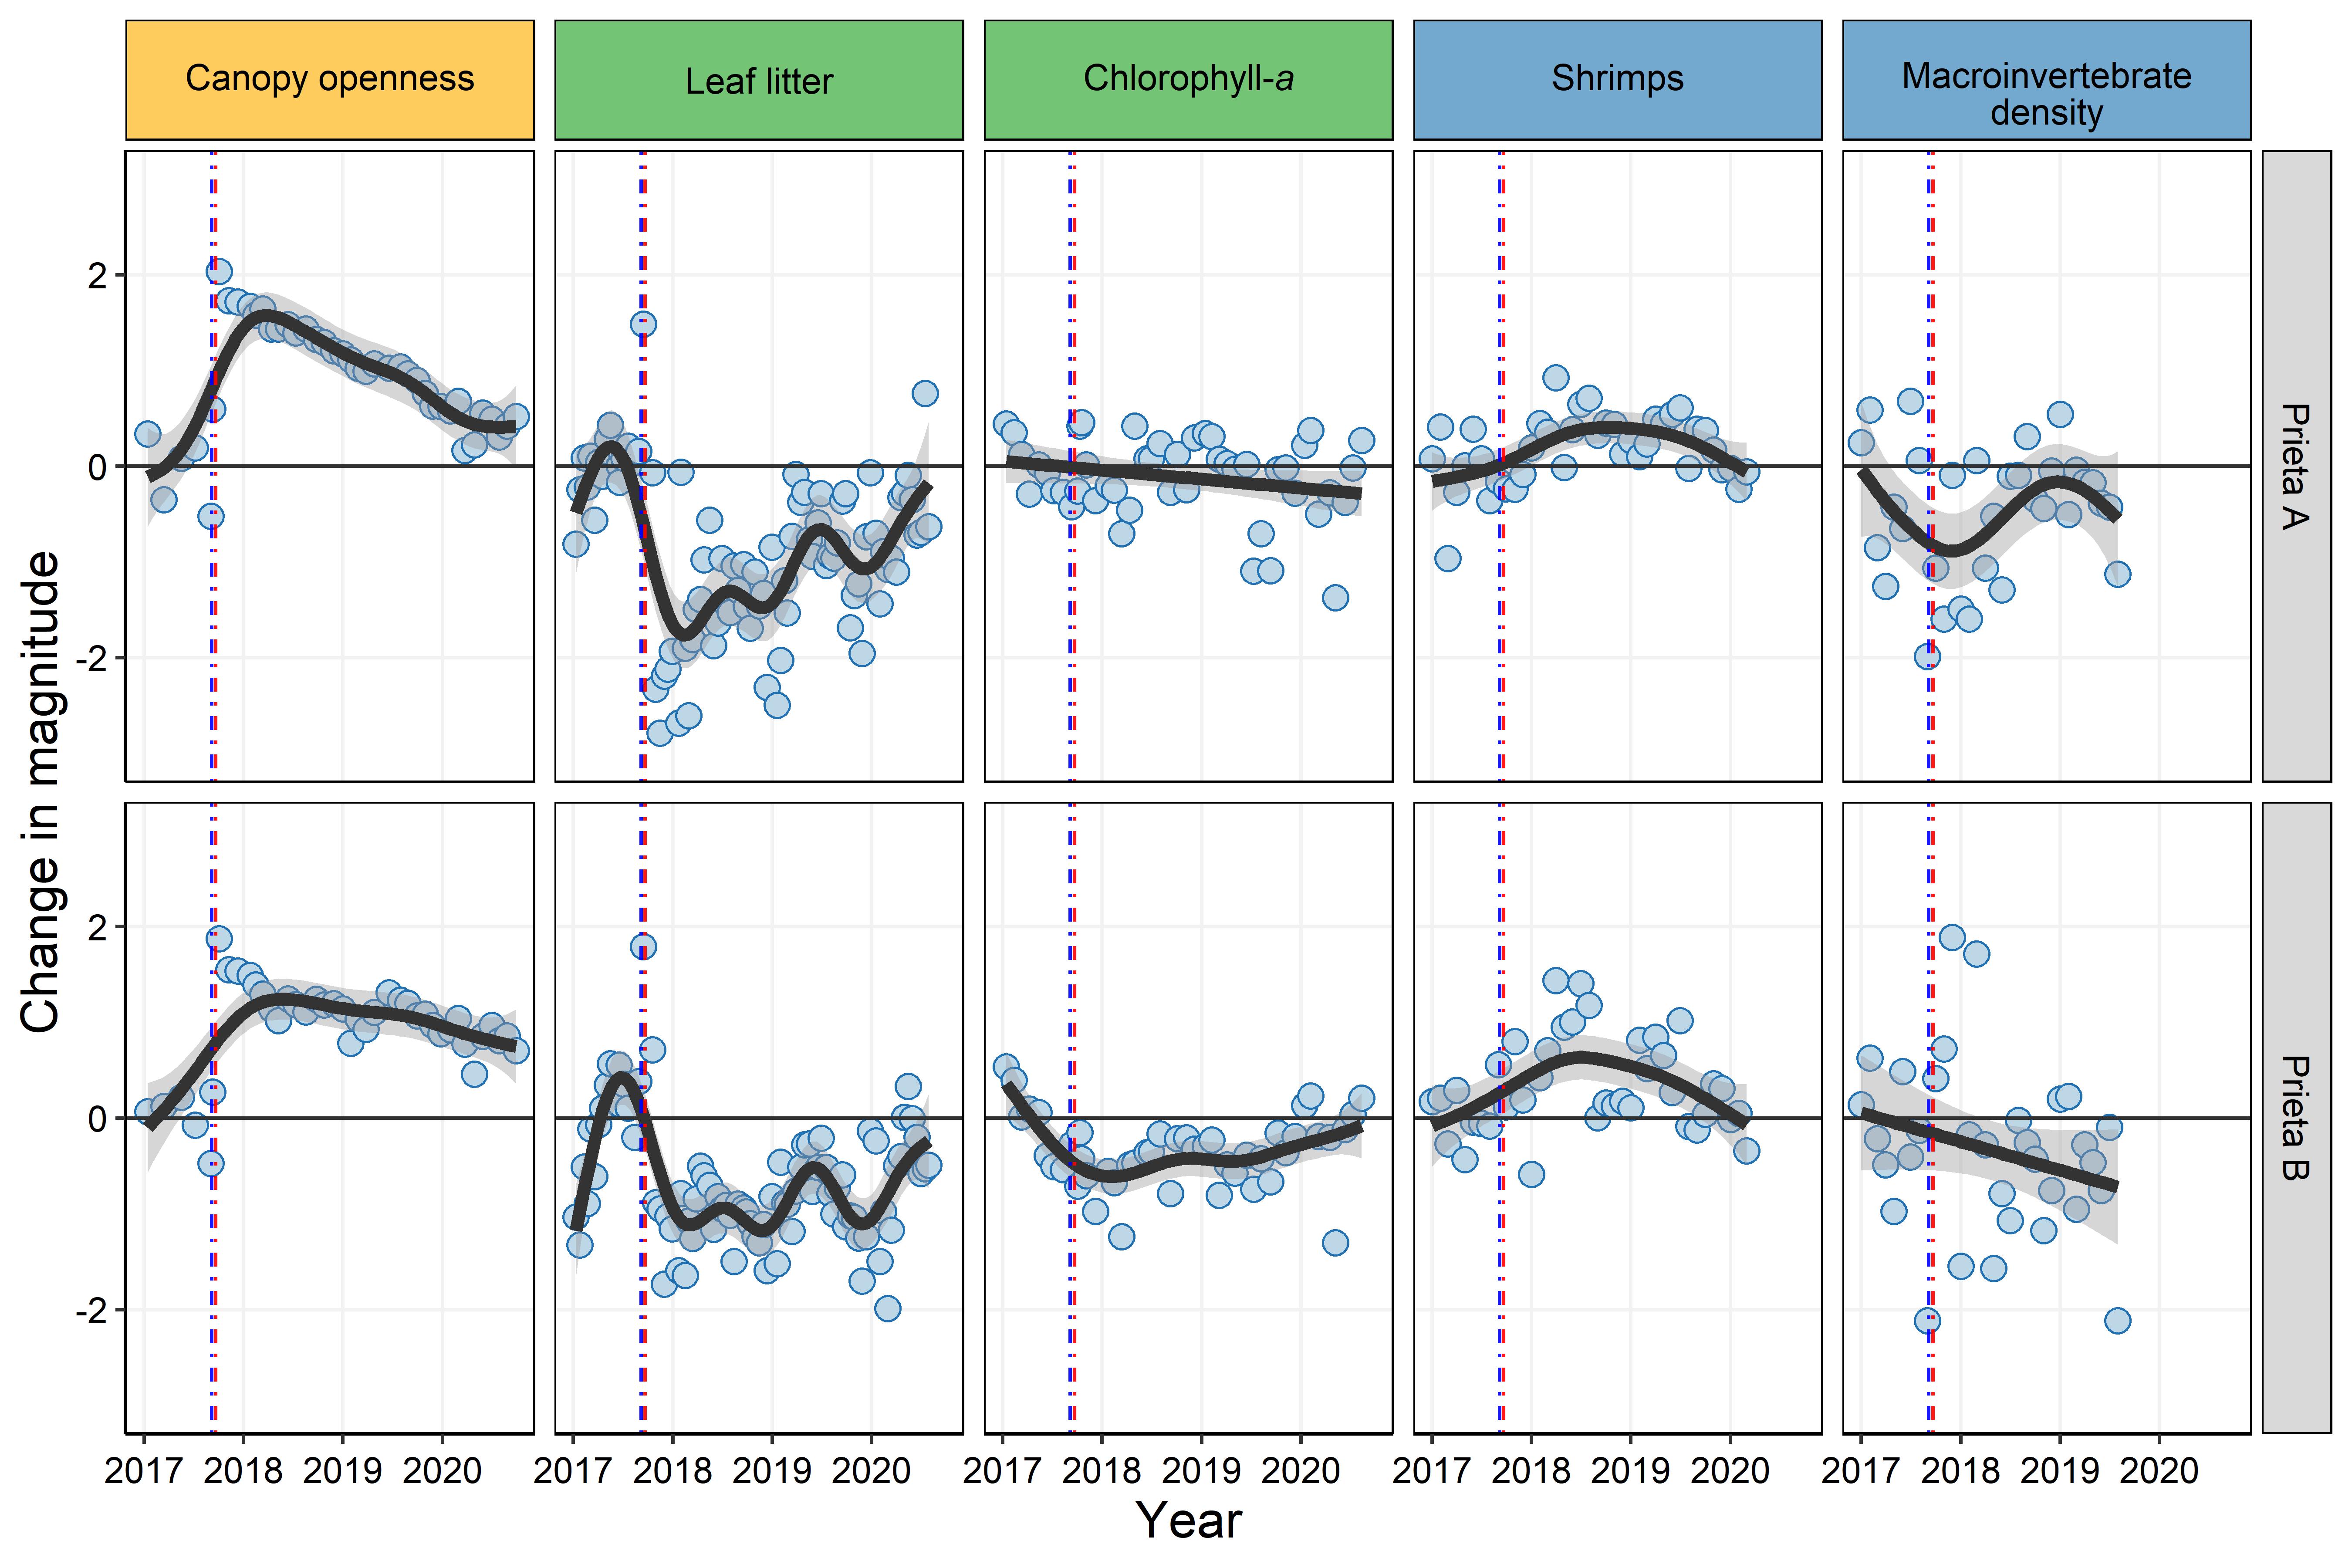 Canopy openness
Leaf litter
Chlorophyll-a
Shrimps
Macroinvertebrate
density
Change in magnitude
2
0
-2
Prieta A
2
0
-2
Prieta B
2017 2018 2019 2020
2017 2018 2019 2020
2017 2018 2019 2020
2017 2018 2019 2020
2017 2018 2019 2020
Year